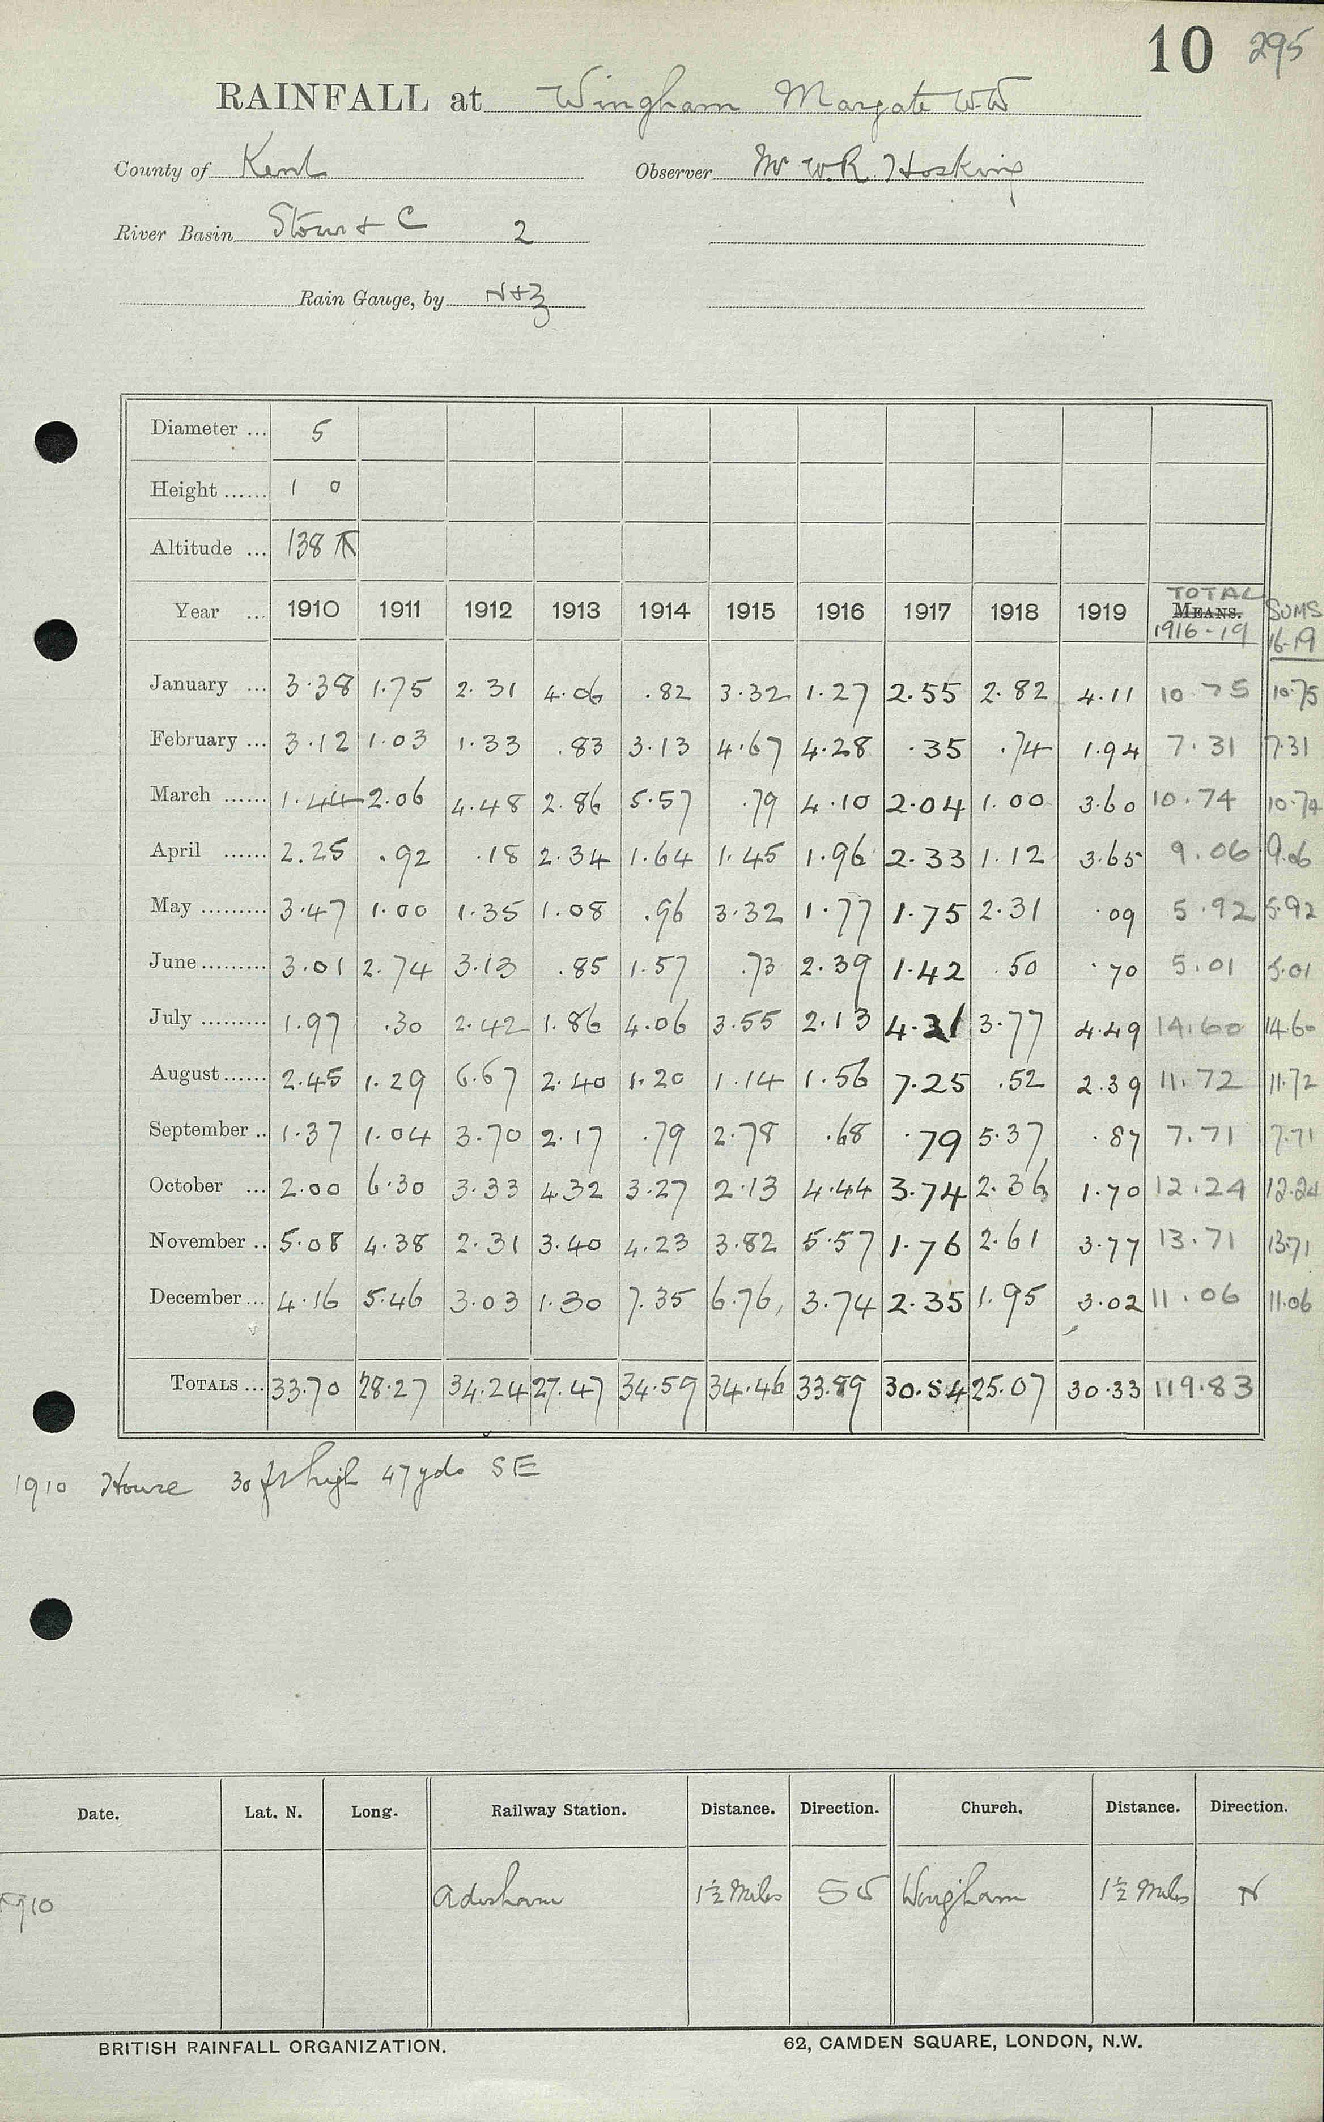 10 295
RAINFALL at Wingham Margate W.W
County of Kent Observer Mr W.R. Hosking
River Basin Stour & C 2
Rain Gauge, by N+Z
Diameter ... 5
Height ...... 1 0
Altitude ... 138
Year ... 1910 1911 1912 1913 1914 1915 1916 1917 1918 1919 TOTAL MEANS. 1916-19 SUMS 16-19
January ... 3.38 1.75 2.31 4.06 .82 3.32 1.27 2.55 2.82 4.11 10.75 10.75
February ... 3.12 1.03 1.33 .83 3.13 4.67 4.28 .35 .74 1.94 7.31 7.31
March ...... 1.44 2.06 4.48 2.86 5.57 .79 4.10 2.04 1.00 3.60 10.74 10.74
April ...... 2.25 .92 .18 2.34 1.64 1.45 1.96 2.33 1.12 3.65 9.06 9.06
May ......... 3.47 1.00 1.35 1.08 .96 3.32 1.77 1.75 2.31 .09 5.92 5.92
June ......... 3.01 2.74 3.13 .85 1.57 .73 2.39 1.42 .50 .70 5.01 5.01
July ......... 1.97 .30 2.42 1.86 4.06 3.55 2.13 4.21 3.77 4.49 14.60 14.60
August ...... 2.45 1.29 6.67 2.40 1.20 1.14 1.56 7.25 .52 2.39 11.72 11.72
September .. 1.37 1.04 3.70 2.17 .79 2.78 .68 .79 5.37 .87 7.71 7.71
October ... 2.00 6.30 3.33 4.32 3.27 2.13 4.44 3.74 2.36 1.70 12.24 12.24
November .. 5.08 4.38 2.31 3.40 4.23 3.82 5.57 1.76 2.61 3.77 13.71 13.71
December ... 4.16 5.46 3.03 1.30 7.35 6.76 3.74 2.35 1.95 3.02 11.06 11.06
TOTALS ... 33.70 28.27 34.24 27.47 34.59 34.46 33.89 30.54 25.07 30.33 119.83
1910 House 30 ft high 47 yds SE
Date. Lat. N. Long. Railway Station. Distance. Direction. Church. Distance. Direction.
1910 Adisham 1½ Miles SW Wingham 1½ Miles N
BRITISH RAINFALL ORGANIZATION. 62, CAMDEN SQUARE, LONDON, N.W.